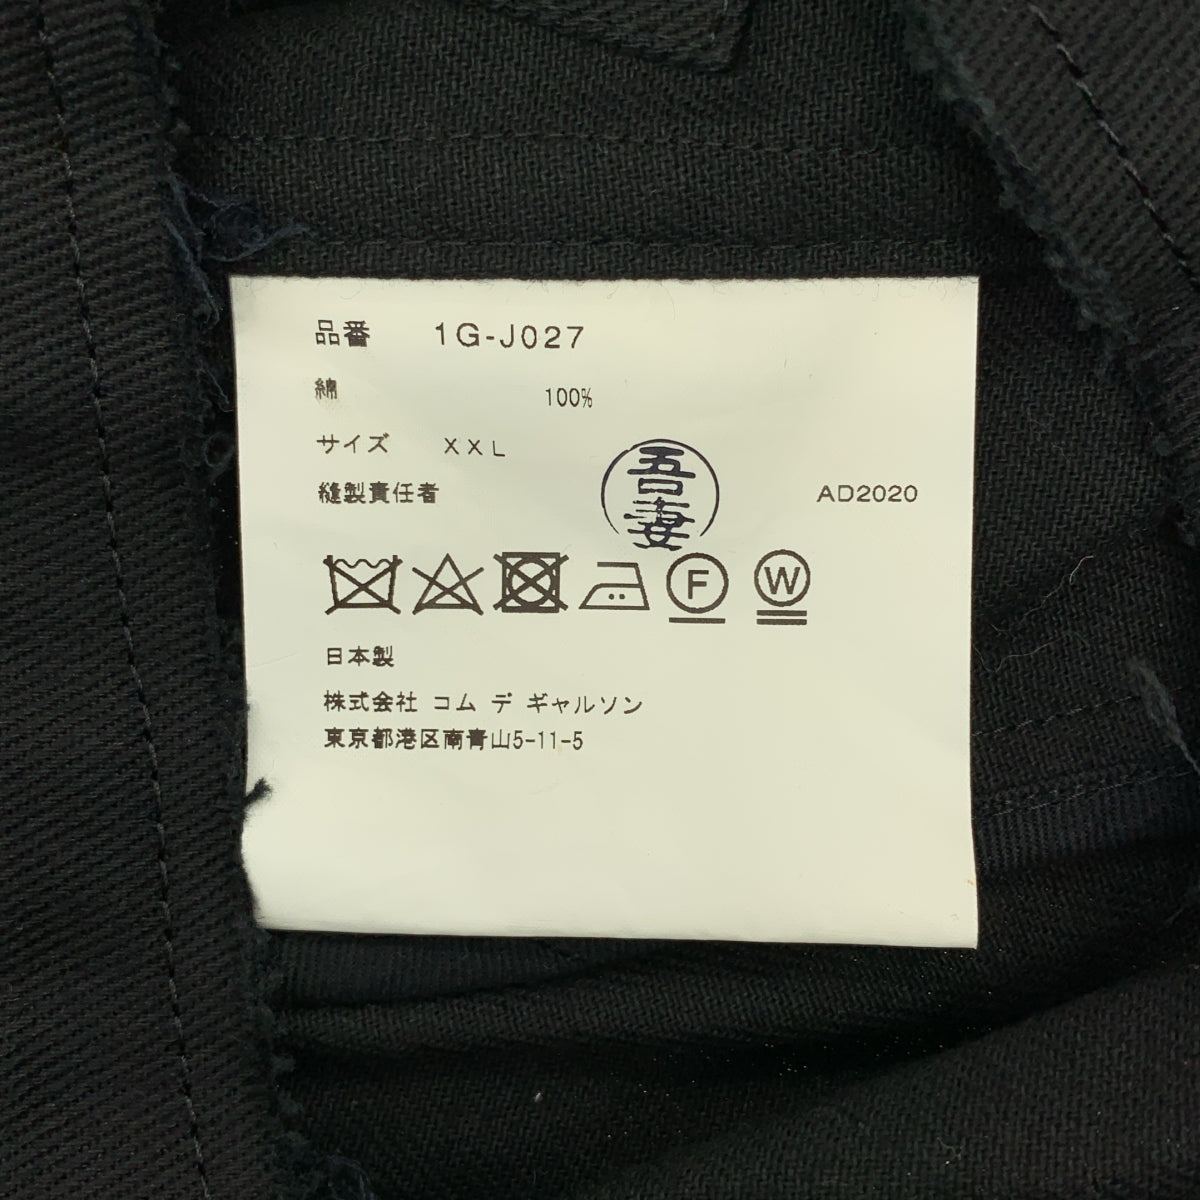 品番 1G-J027
綿 100%
サイズ XXL
縫製責任者 吾妻 AD2020
F W
日本製
株式会社 コム デ ギャルソン
東京都港区南青山5-11-5